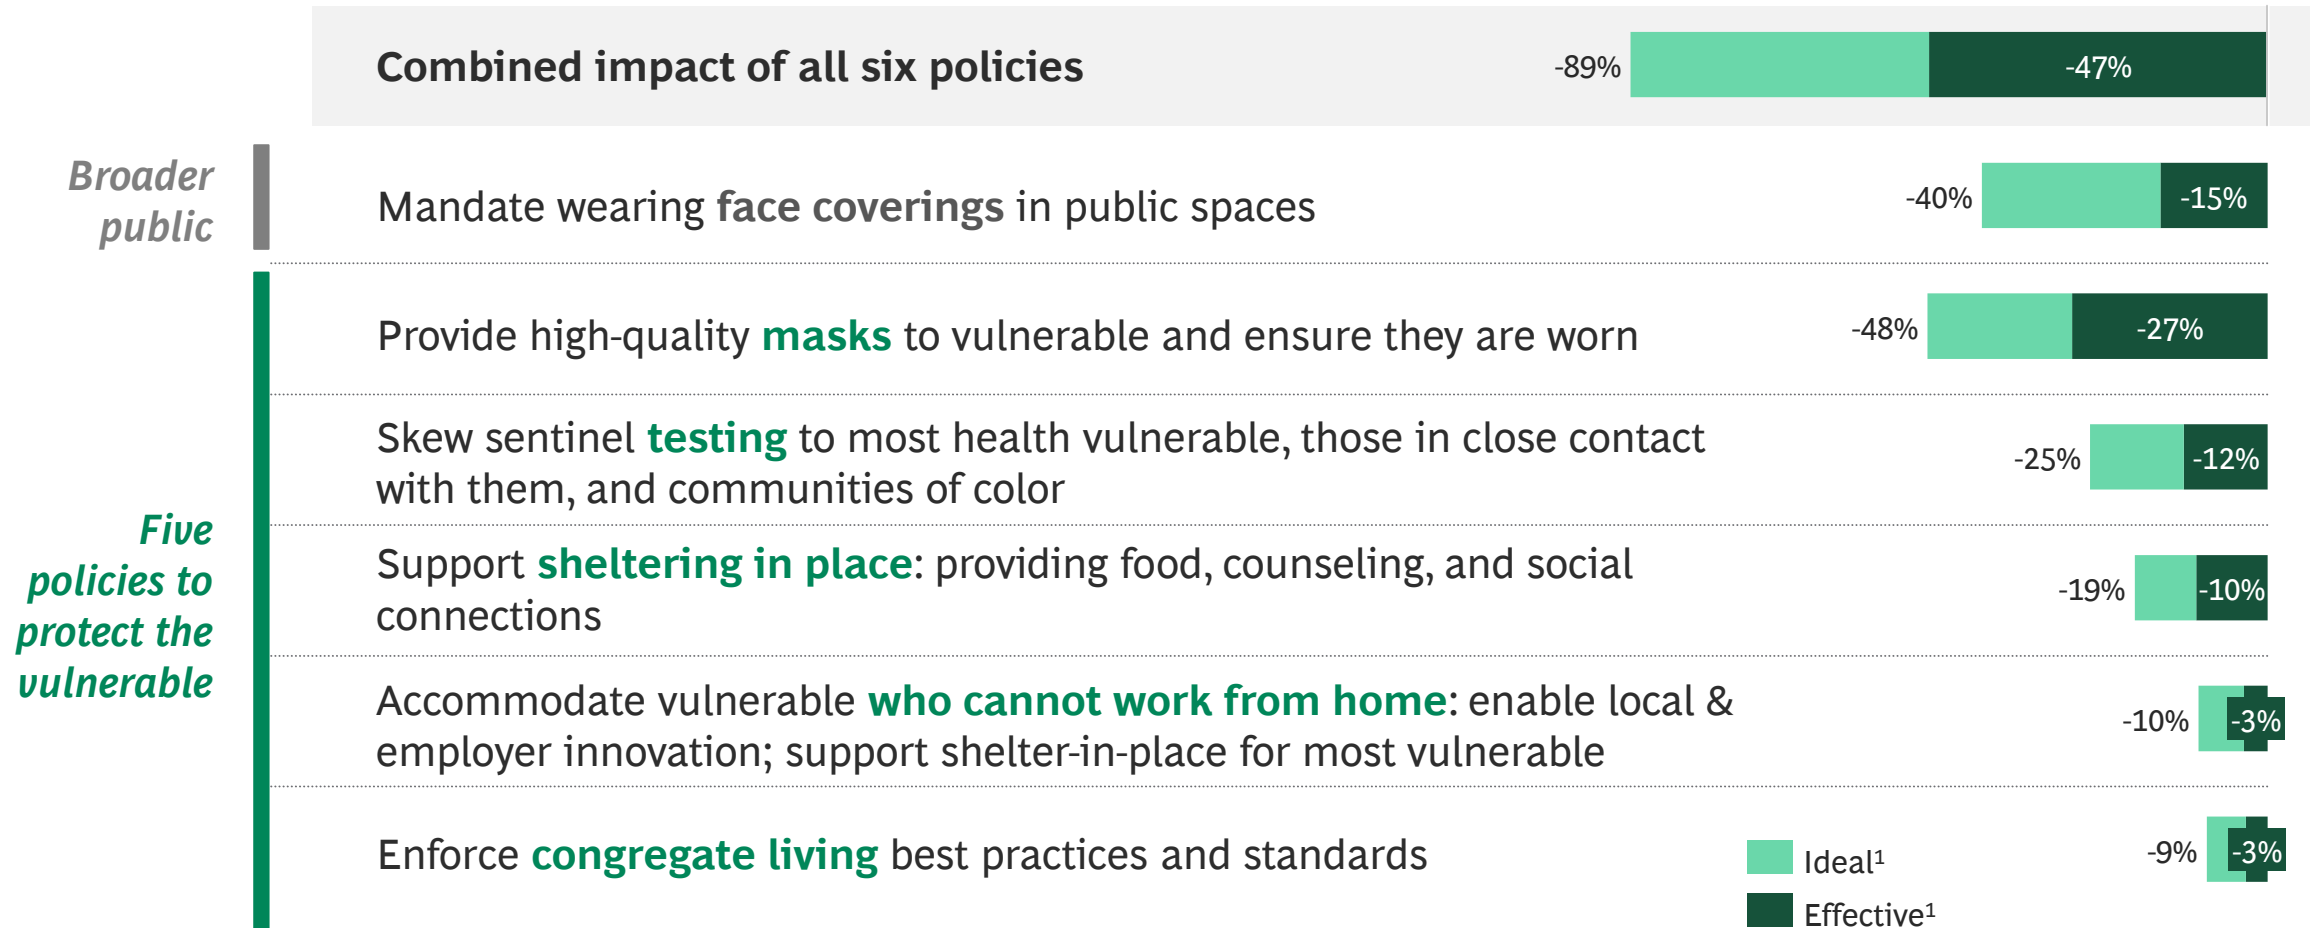 Combined impact of all six policies
-89%
-47%
Broader
public
Mandate wearing face coverings in public spaces
-40%
-15%
Five
policies to
protect the
vulnerable
Provide high-quality masks to vulnerable and ensure they are worn
-48%
-27%
Skew sentinel testing to most health vulnerable, those in close contact
with them, and communities of color
-25%
-12%
Support sheltering in place: providing food, counseling, and social
connections
-19%
-10%
Accommodate vulnerable who cannot work from home: enable local &
employer innovation; support shelter-in-place for most vulnerable
-10%
-3%
Enforce congregate living best practices and standards
-9%
-3%
Ideal¹
Effective¹